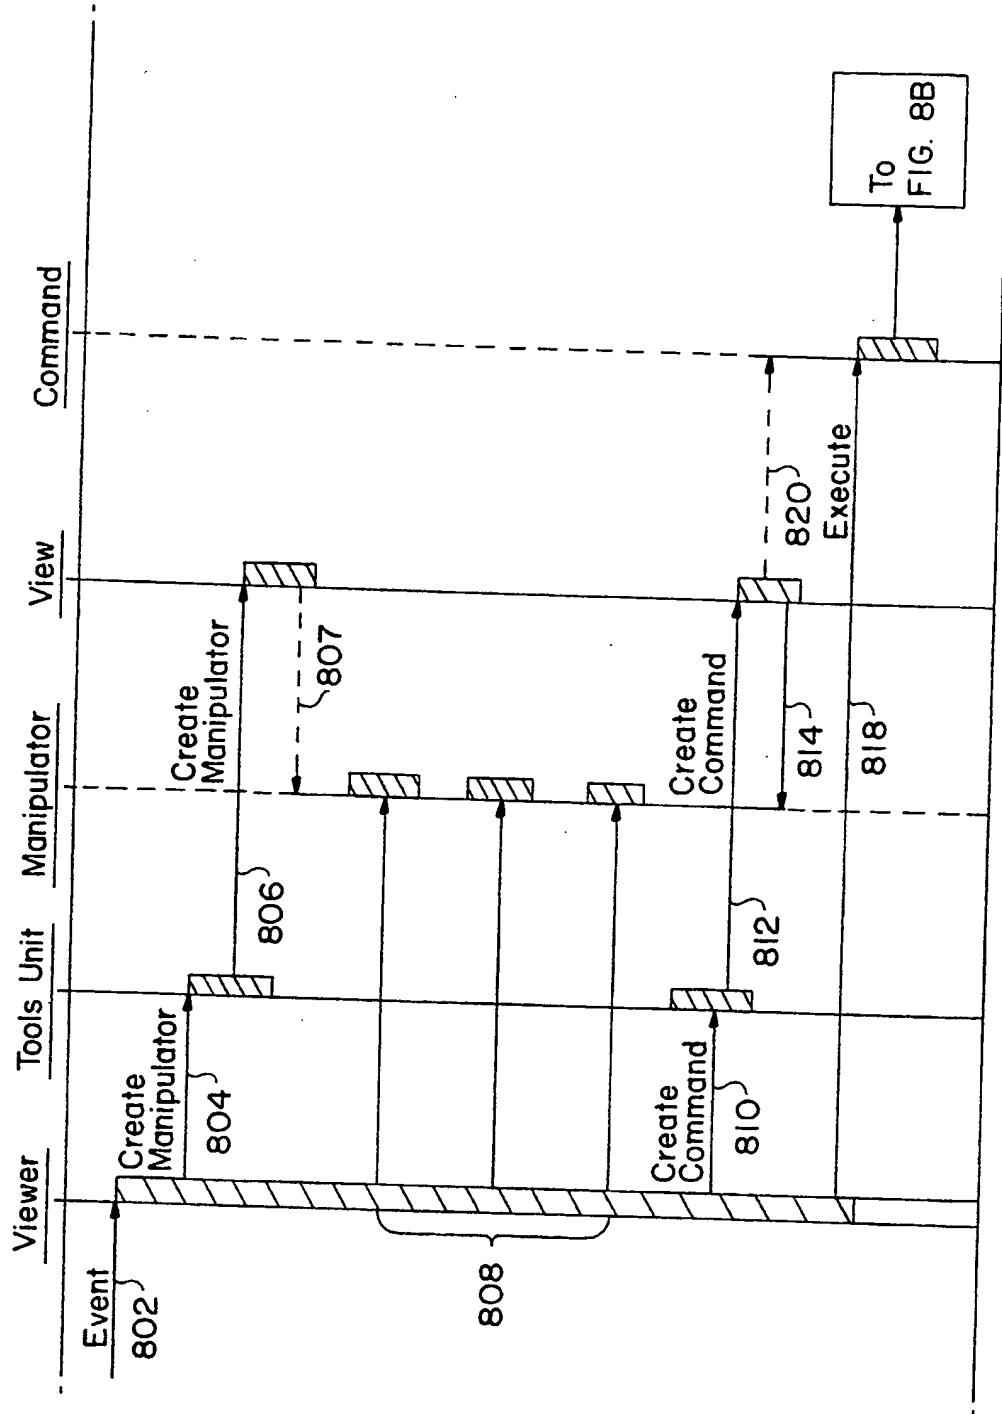 Viewer
Tools Unit
Manipulator
View
Command
Event
802
Create
Manipulator
804
Create
Manipulator
806
807
808
Create
Command
810
Create
Command
812
814
820
Execute
818
To
FIG. 8B